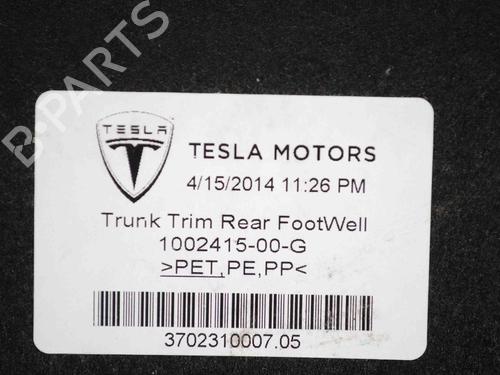 TESLA
TESLA MOTORS
4/15/2014 11:26 PM
Trunk Trim Rear FootWell
1002415-00-G
>PET,PE,PP<
3702310007.05
B-PARTS